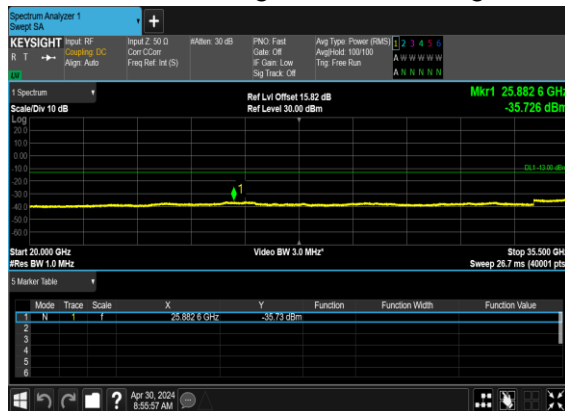 Spectrum Analyzer 1
Swept SA
+
KEYSIGHT Input: RF Input Z: 50 Ω #Atten: 30 dB PNO: Fast Avg Type: Power (RMS) 1 2 3 4 5 6
R T Coupling: DC Corr CCorr Gate: Off Avg|Hold: 100/100 A W W W W W
Align: Auto Freq Ref: Int (S) IF Gain: Low Trig: Free Run
LW Sig Track: Off A N N N N N
1 Spectrum Ref Lvl Offset 15.82 dB Mkr1 25.882 6 GHz
Scale/Div 10 dB Ref Level 30.00 dBm -35.726 dBm
Log
20.0
10.0
0.00
-10.0 DL1 -13.00 dBm
-20.0
-30.0 1
-40.0
-50.0
-60.0
Start 20.000 GHz Video BW 3.0 MHz* Stop 35.500 GHz
#Res BW 1.0 MHz Sweep 26.7 ms (40001 pts
5 Marker Table
Mode Trace Scale X Y Function Function Width Function Value
1 N 1 f 25.882 6 GHz -35.73 dBm
2
3
4
5
6
? Apr 30, 2024
8:55:57 AM